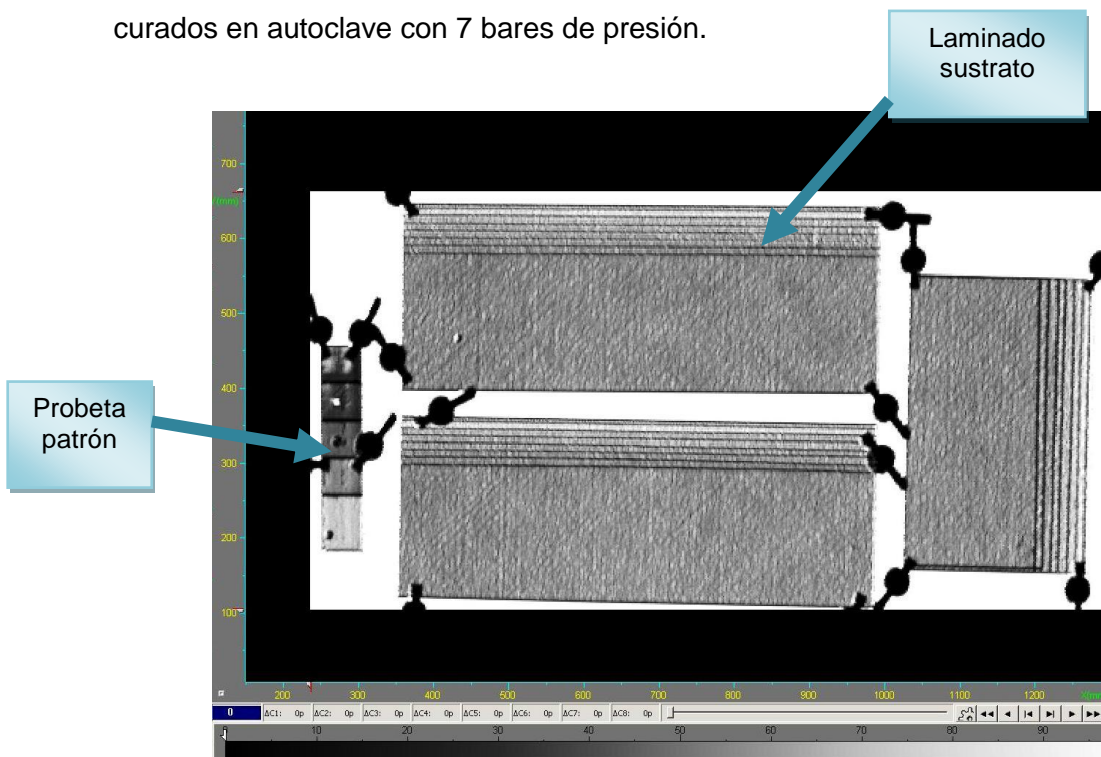 curados en autoclave con 7 bares de presión.
Laminado
sustrato
Probeta
patrón
700
Y(mm)
600
500
400
300
200
100
200 300 400 500 600 700 800 900 1000 1100 1200
0 ΔC1: 0p ΔC2: 0p ΔC3: 0p ΔC4: 0p ΔC5: 0p ΔC6: 0p ΔC7: 0p ΔC8: 0p
0 10 20 30 40 50 60 70 80 90